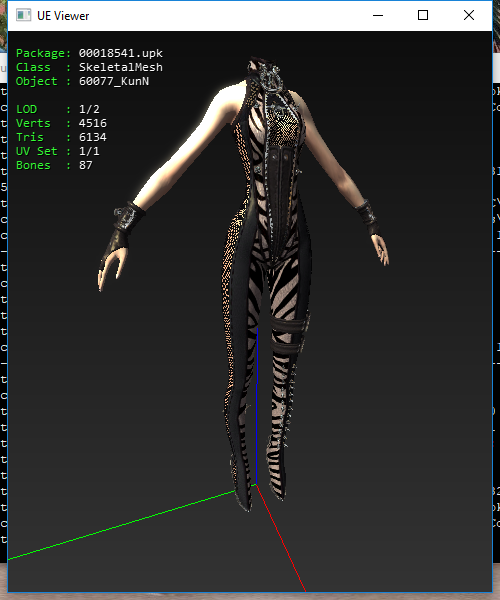 UE Viewer
Package: 00018541.upk
Class  : SkeletalMesh
Object : 60077_KunN
LOD    : 1/2
Verts  : 4516
Tris   : 6134
UV Set : 1/1
Bones  : 87